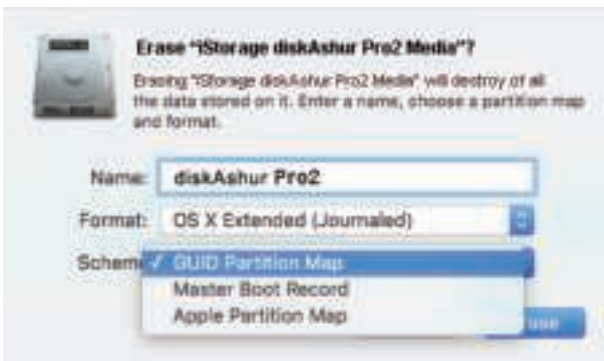 Erase "iStorage diskAshur Pro2 Media"?
Erasing "iStorage diskAshur Pro2 Media" will destroy of all
the data stored on it. Enter a name, choose a partition map
and format.
Name: diskAshur Pro2
Format: OS X Extended (Journaled)
Schem ✓ GUID Partition Map
Master Boot Record
Apple Partition Map